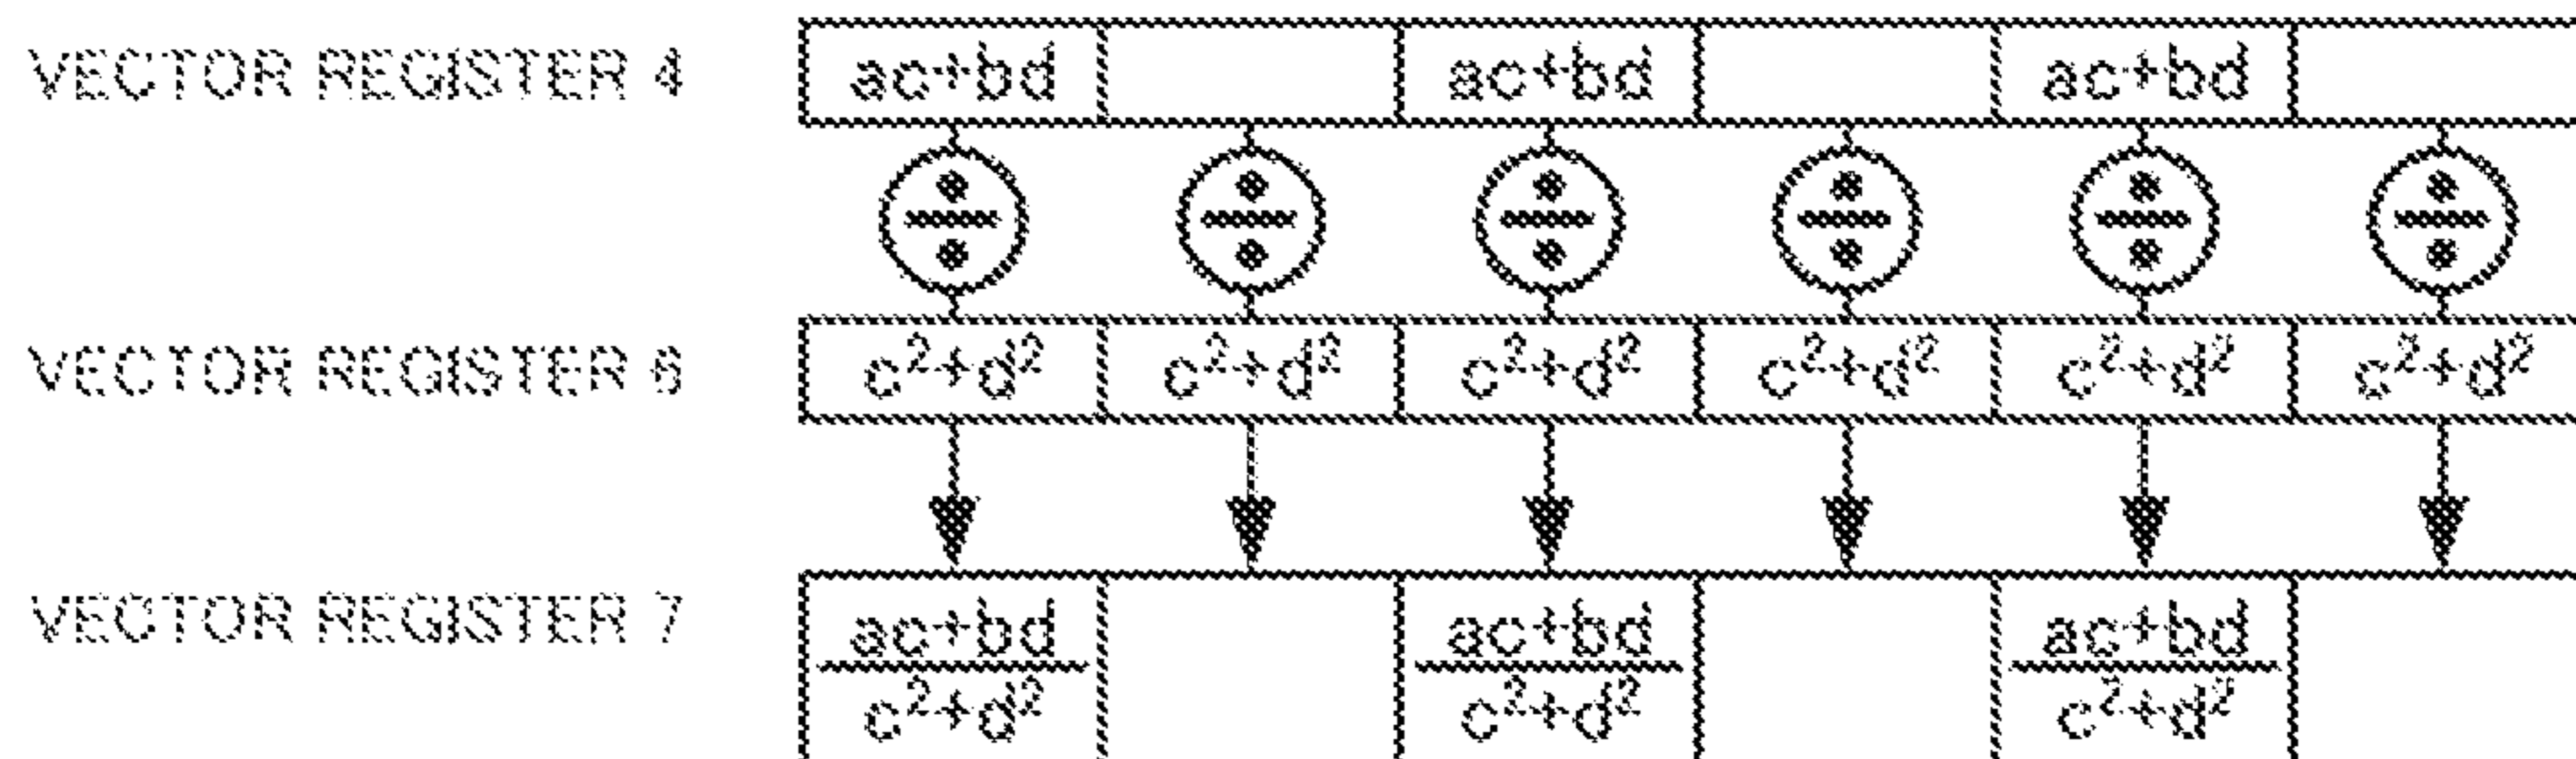 VECTOR REGISTER 4 ac+bd ac+bd ac+bd
÷ ÷ ÷ ÷ ÷ ÷
VECTOR REGISTER 6 c²+d² c²+d² c²+d² c²+d² c²+d² c²+d²
VECTOR REGISTER 7 ac+bd ac+bd ac+bd
c²+d² c²+d² c²+d²